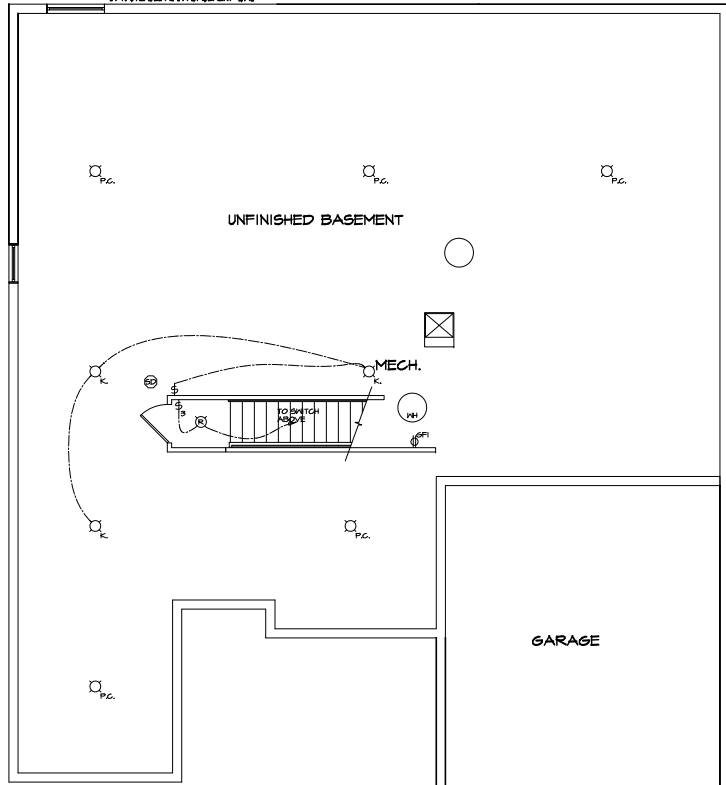 P.C.
P.C.
P.C.
UNFINISHED BASEMENT
MECH.
K.
SD
K.
$
$
3
R
TO SWITCH
ABOVE
WH
GFI
K.
P.C.
GARAGE
P.C.